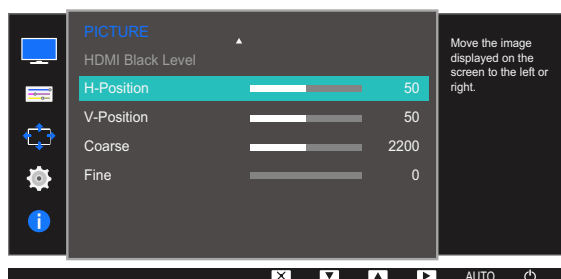 PICTURE
HDMI Black Level
H-Position 50
V-Position 50
Coarse 2200
Fine 0
Move the image
displayed on the
screen to the left or
right.
AUTO